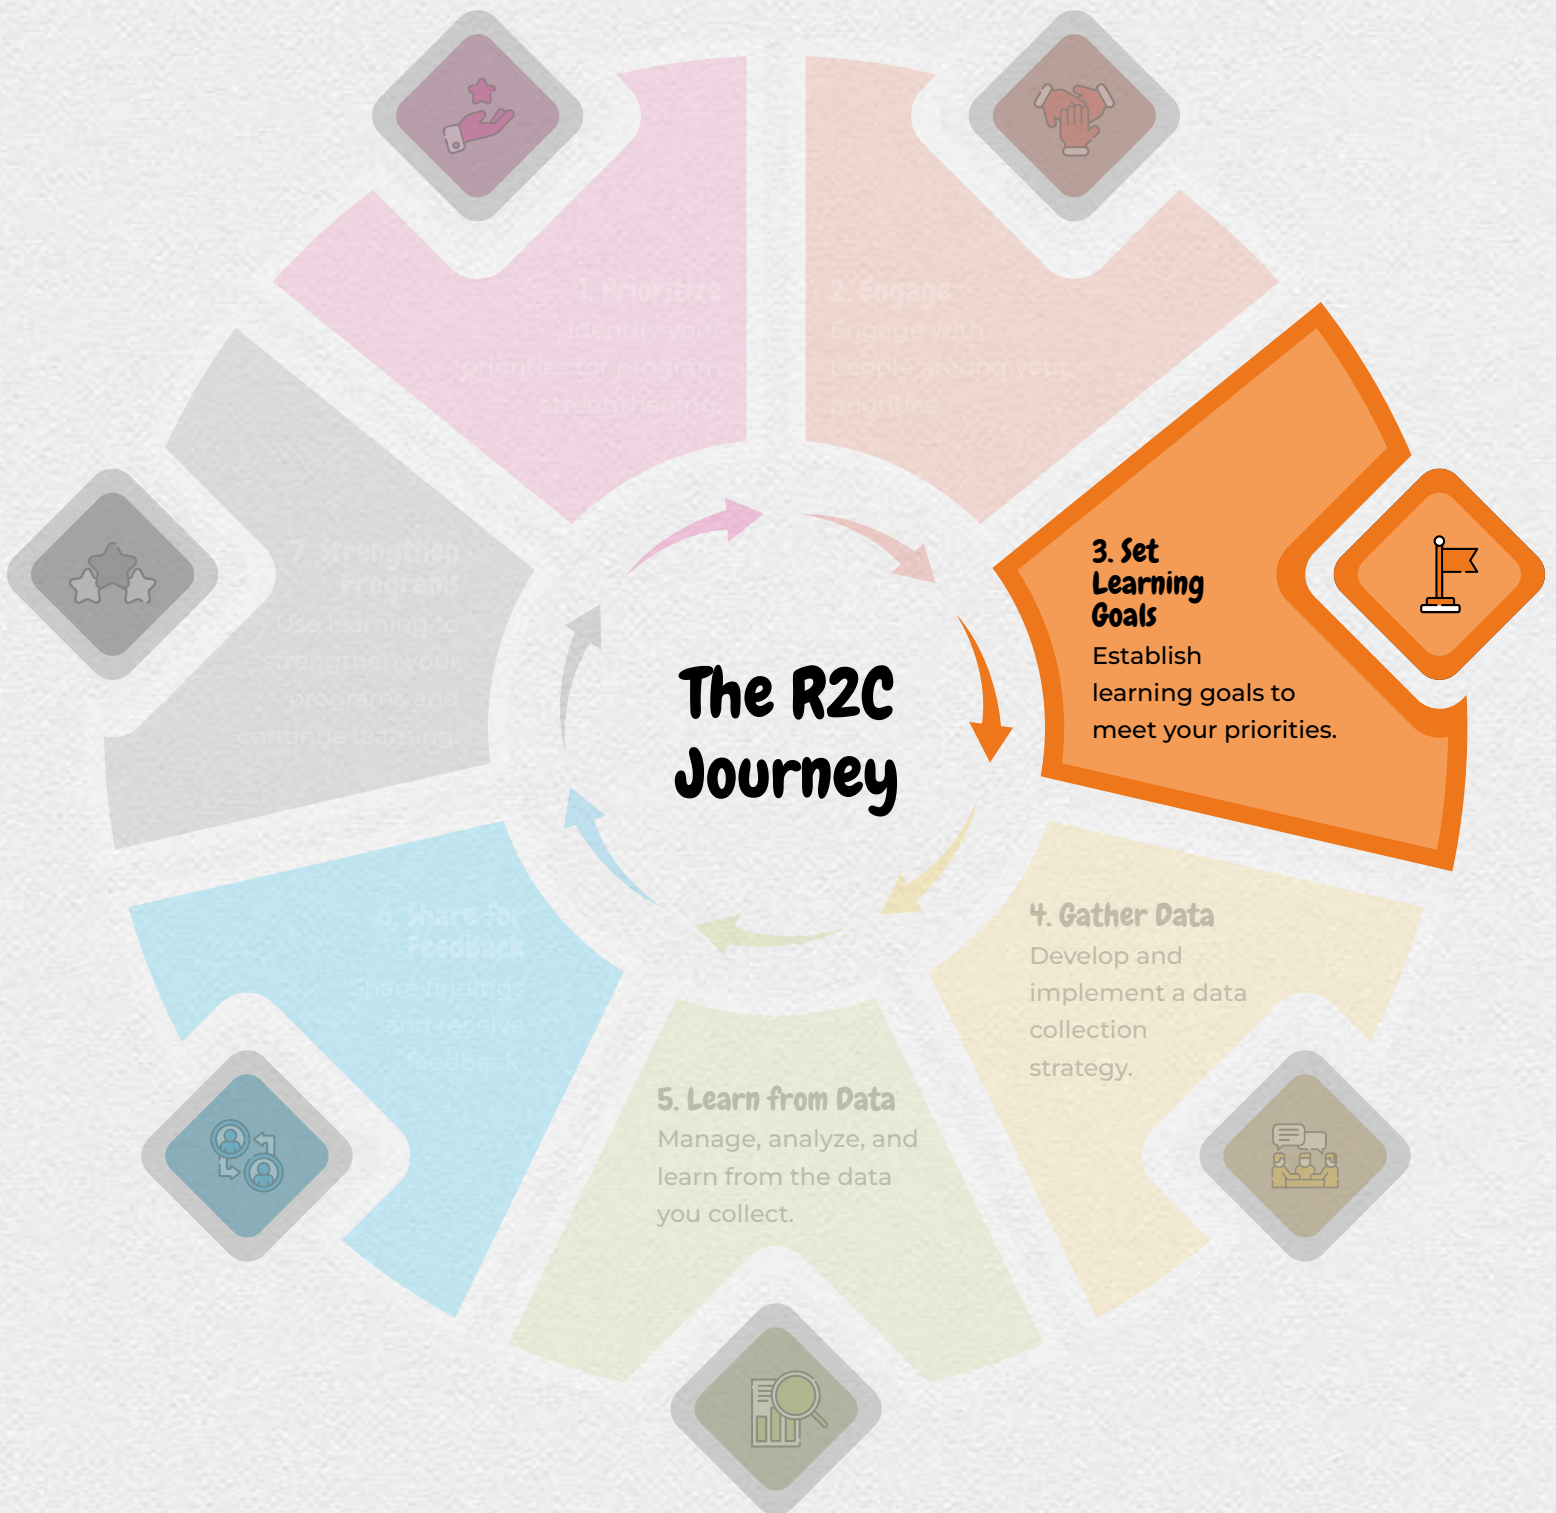 1. Prioritize
Identify your
priorities for program
strengthening.
2. Engage
Engage with
people around your
priorities.
3. Set
Learning
Goals
Establish
learning goals to
meet your priorities.
4. Gather Data
Develop and
implement a data
collection
strategy.
5. Learn from Data
Manage, analyze, and
learn from the data
you collect.
6. Share for
Feedback
Share findings
and receive
feedback.
7. Strengthen
Programs
learning
strengthen your
programs and
continue learning.
The R2C
Journey